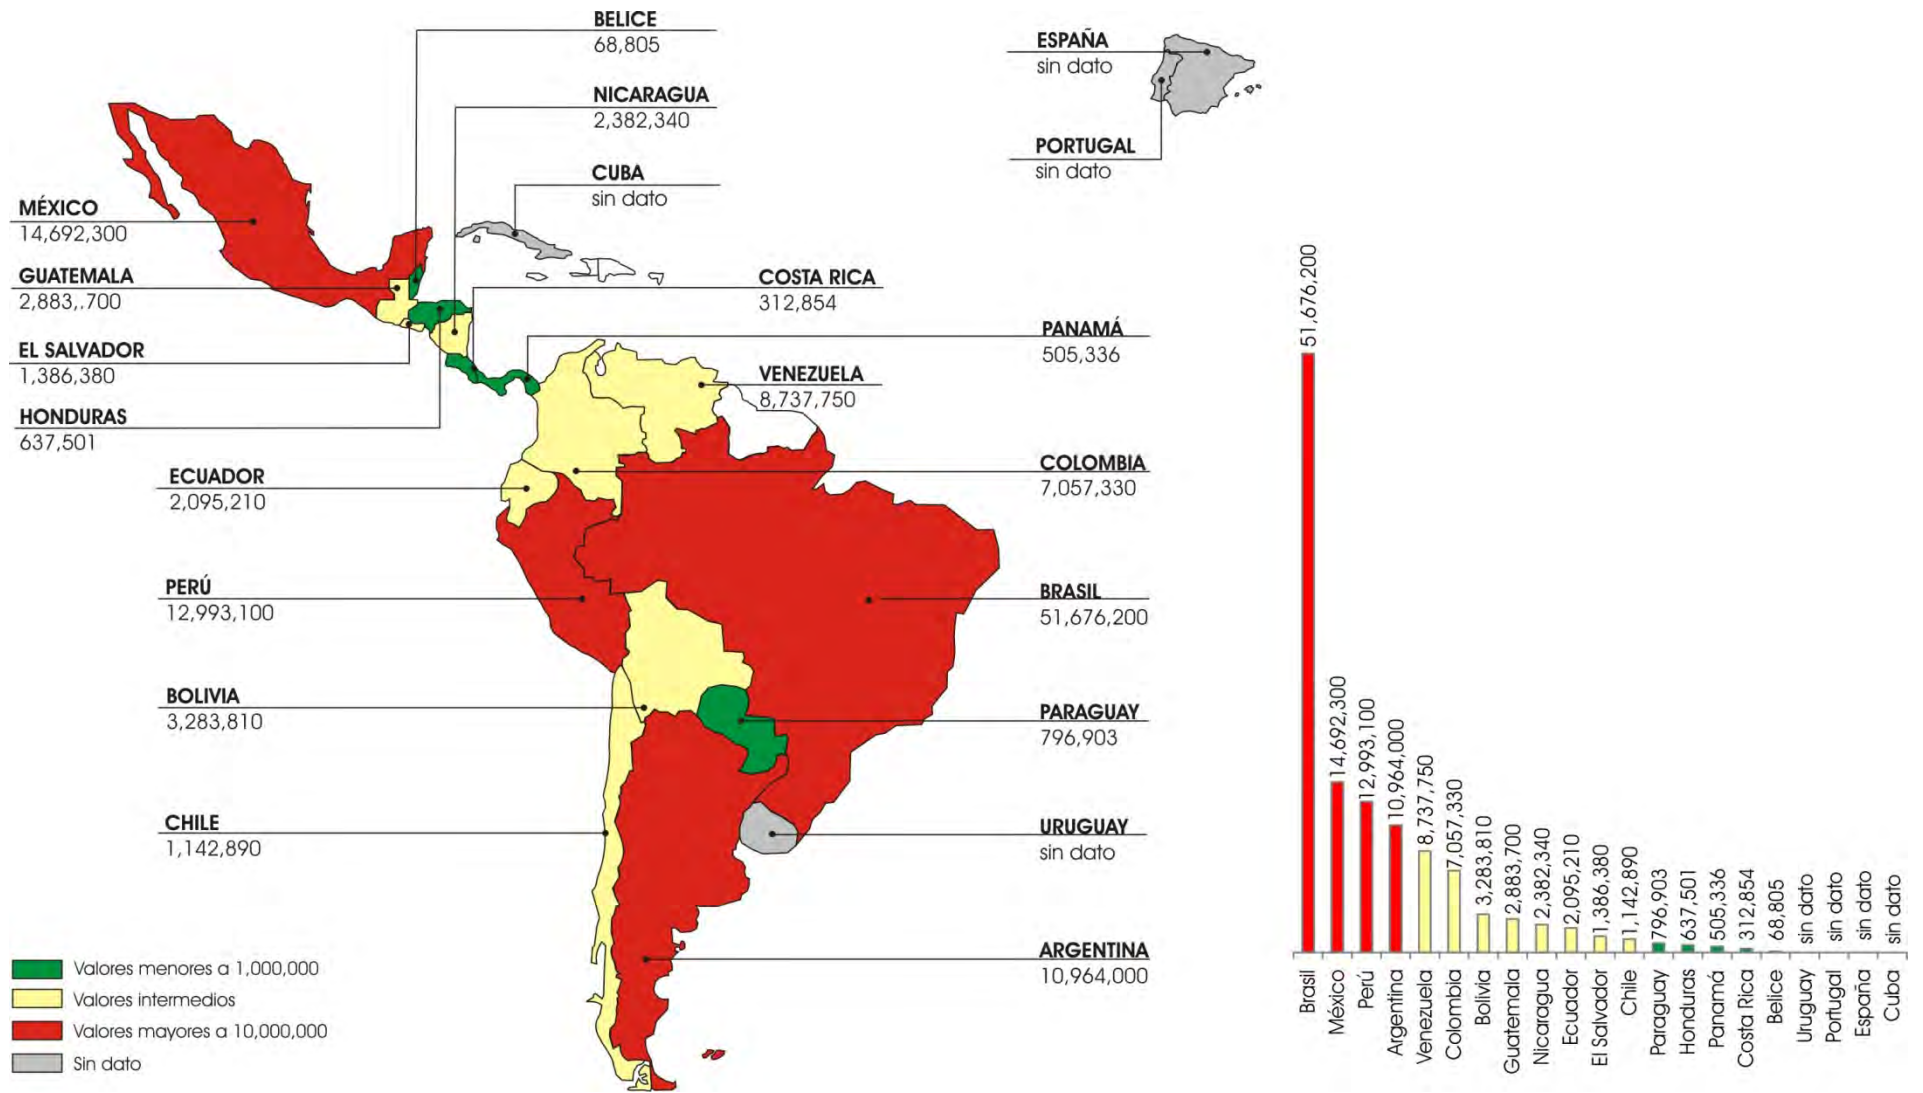 BELICE
68,805
NICARAGUA
2,382,340
CUBA
sin dato
ESPAÑA
sin dato
PORTUGAL
sin dato
MÉXICO
14,692,300
GUATEMALA
2,883,.700
EL SALVADOR
1,386,380
HONDURAS
637,501
COSTA RICA
312,854
PANAMÁ
505,336
VENEZUELA
8,737,750
COLOMBIA
7,057,330
ECUADOR
2,095,210
PERÚ
12,993,100
BRASIL
51,676,200
BOLIVIA
3,283,810
PARAGUAY
796,903
CHILE
1,142,890
URUGUAY
sin dato
ARGENTINA
10,964,000
Valores menores a 1,000,000
Valores intermedios
Valores mayores a 10,000,000
Sin dato
51,676,200
14,692,300
12,993,100
10,964,000
8,737,750
7,057,330
3,283,810
2,883,700
2,382,340
2,095,210
1,386,380
1,142,890
796,903
637,501
505,336
312,854
68,805
sin dato
sin dato
sin dato
sin dato
Brasil
México
Perú
Argentina
Venezuela
Colombia
Bolivia
Guatemala
Nicaragua
Ecuador
El Salvador
Chile
Paraguay
Honduras
Panamá
Costa Rica
Belice
Uruguay
Portugal
España
Cuba